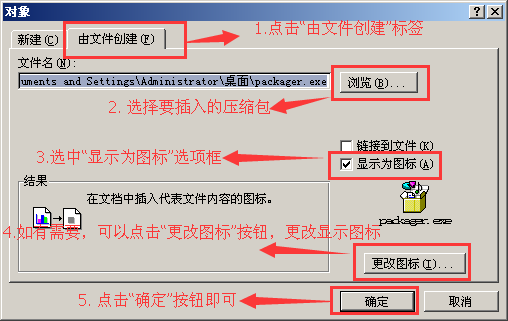 对象
新建(C)
由文件创建(F)
1.点击"由文件创建"标签
文件名(N):
uments and Settings\Administrator\桌面\packager.exe
浏览(B)...
2. 选择要插入的压缩包
链接到文件(K)
3.选中"显示为图标"选项框
显示为图标(A)
结果
在文档中插入代表文件内容的图标。
packager.exe
4.如有需要，可以点击"更改图标"按钮，更改显示图标
更改图标(I)...
5. 点击"确定"按钮即可
确定
取消